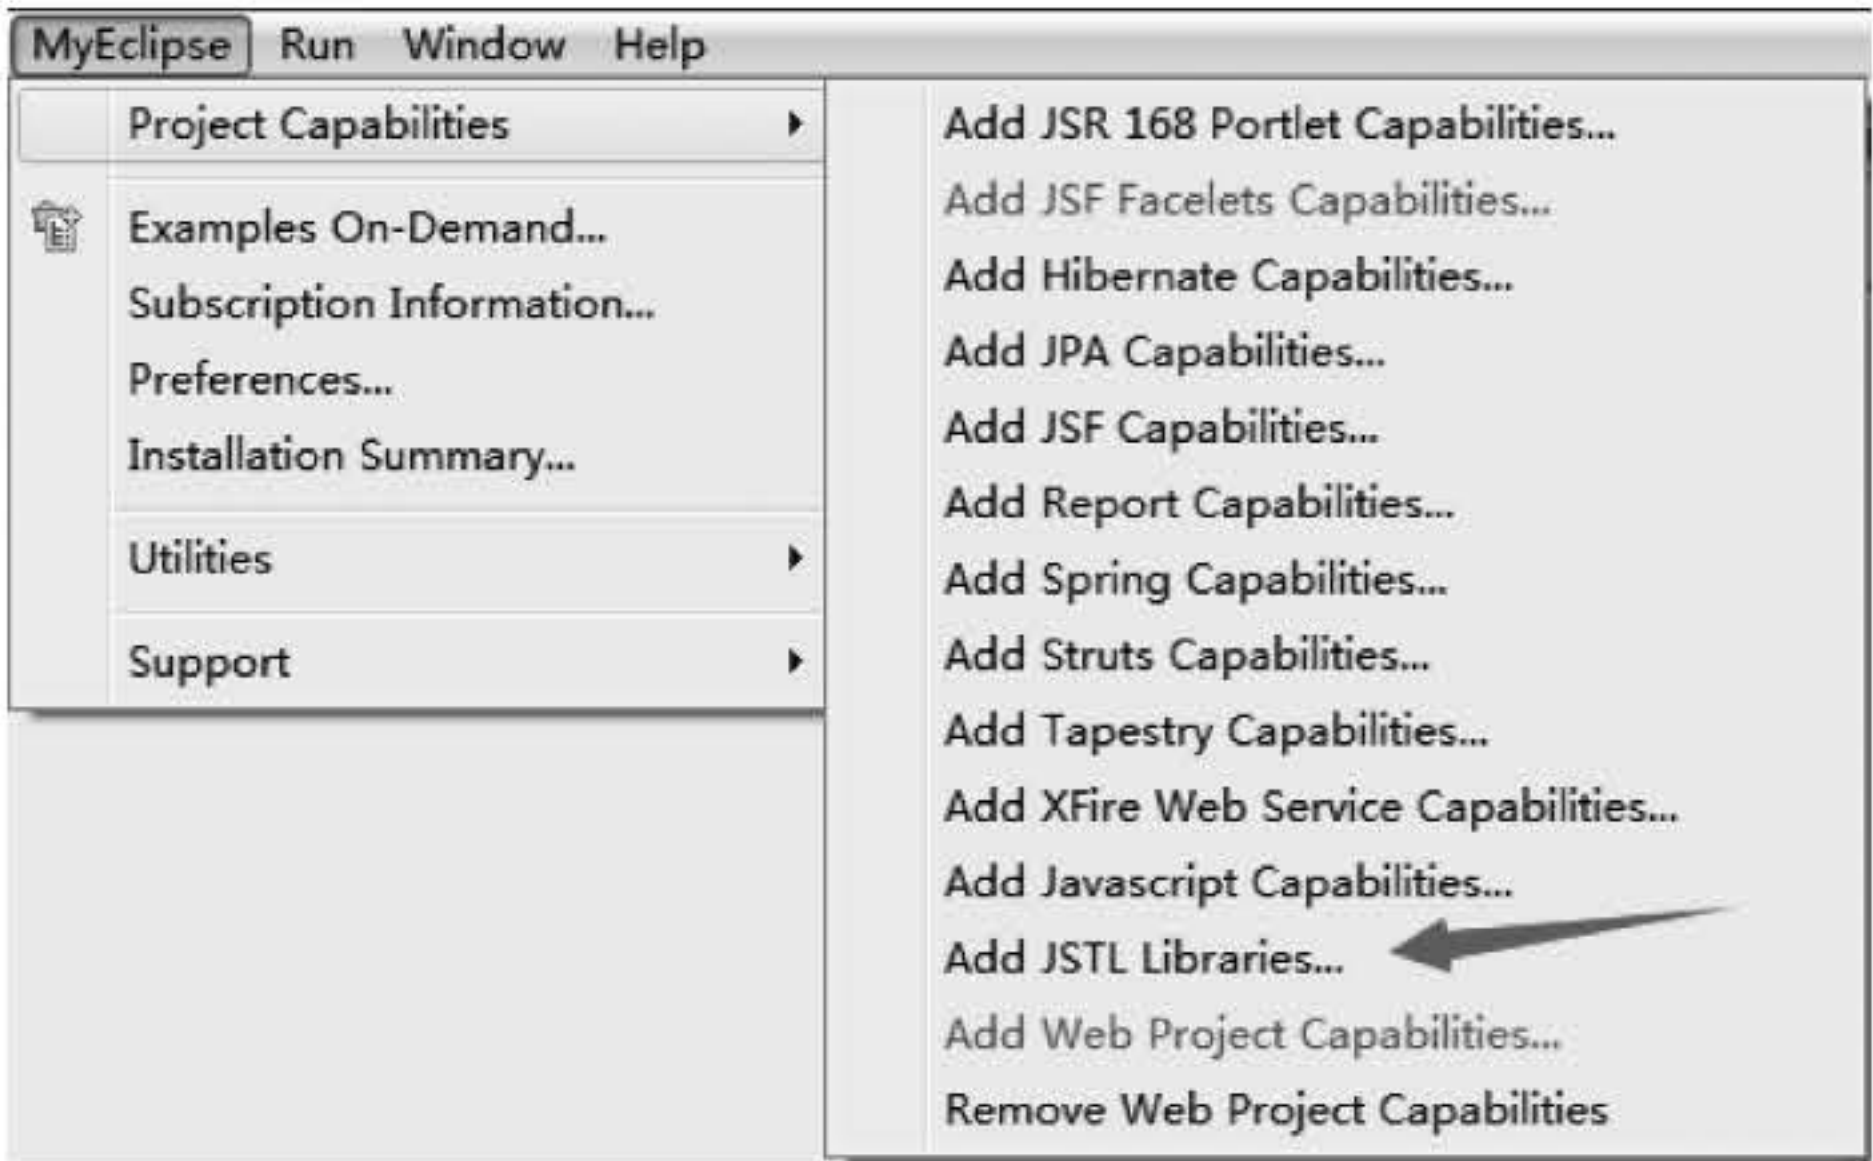 MyEclipse Run Window Help
Project Capabilities
Examples On-Demand...
Subscription Information...
Preferences...
Installation Summary...
Utilities
Support
Add JSR 168 Portlet Capabilities...
Add JSF Facelets Capabilities...
Add Hibernate Capabilities...
Add JPA Capabilities...
Add JSF Capabilities...
Add Report Capabilities...
Add Spring Capabilities...
Add Struts Capabilities...
Add Tapestry Capabilities...
Add XFire Web Service Capabilities...
Add Javascript Capabilities...
Add JSTL Libraries...
Add Web Project Capabilities...
Remove Web Project Capabilities